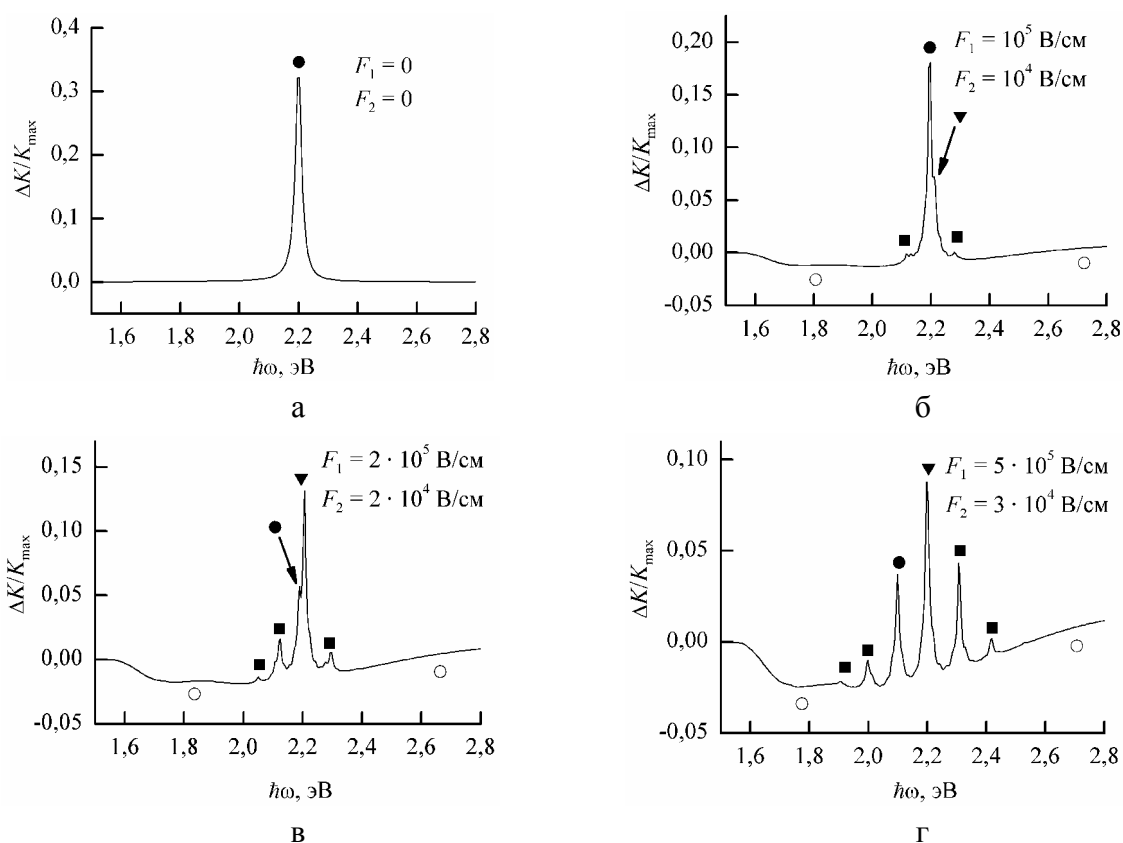 0,4
0,3
0,2
0,1
0,0
ΔK/Kmax
F1 = 0
F2 = 0
1,6 1,8 2,0 2,2 2,4 2,6 2,8
ħω, эВ
а
0,20
0,15
0,10
0,05
0,00
-0,05
ΔK/Kmax
F1 = 10^5 В/см
F2 = 10^4 В/см
1,6 1,8 2,0 2,2 2,4 2,6 2,8
ħω, эВ
б
0,15
0,10
0,05
0,00
-0,05
ΔK/Kmax
F1 = 2 · 10^5 В/см
F2 = 2 · 10^4 В/см
1,6 1,8 2,0 2,2 2,4 2,6 2,8
ħω, эВ
в
0,10
0,05
0,00
-0,05
ΔK/Kmax
F1 = 5 · 10^5 В/см
F2 = 3 · 10^4 В/см
1,6 1,8 2,0 2,2 2,4 2,6 2,8
ħω, эВ
г